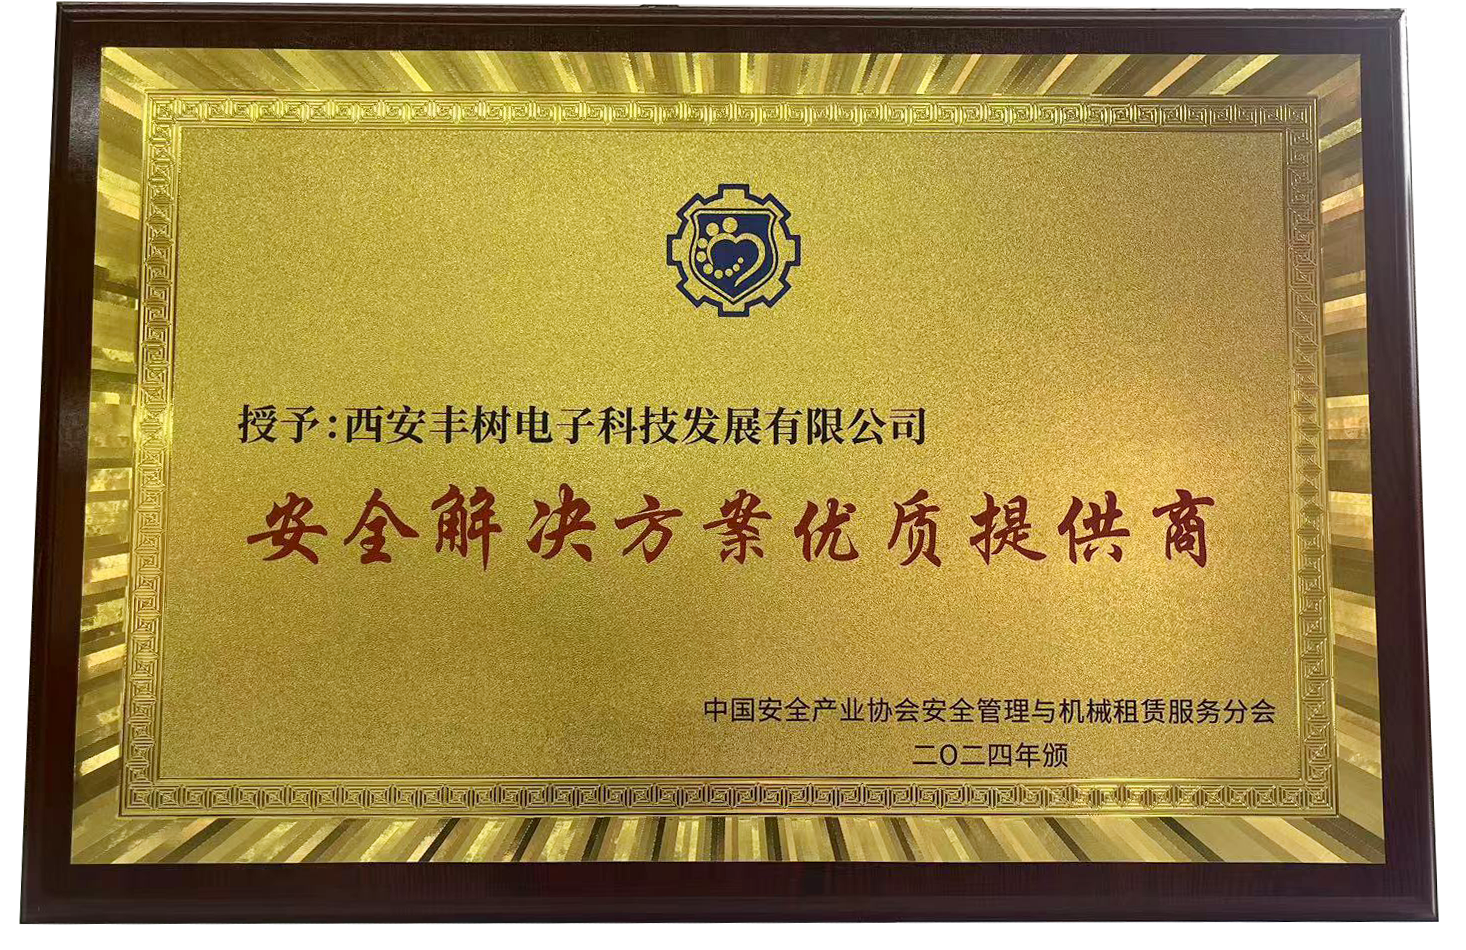 授予:西安丰树电子科技发展有限公司
安全解决方案优质提供商
中国安全产业协会安全管理与机械租赁服务分会
二〇二四年颁